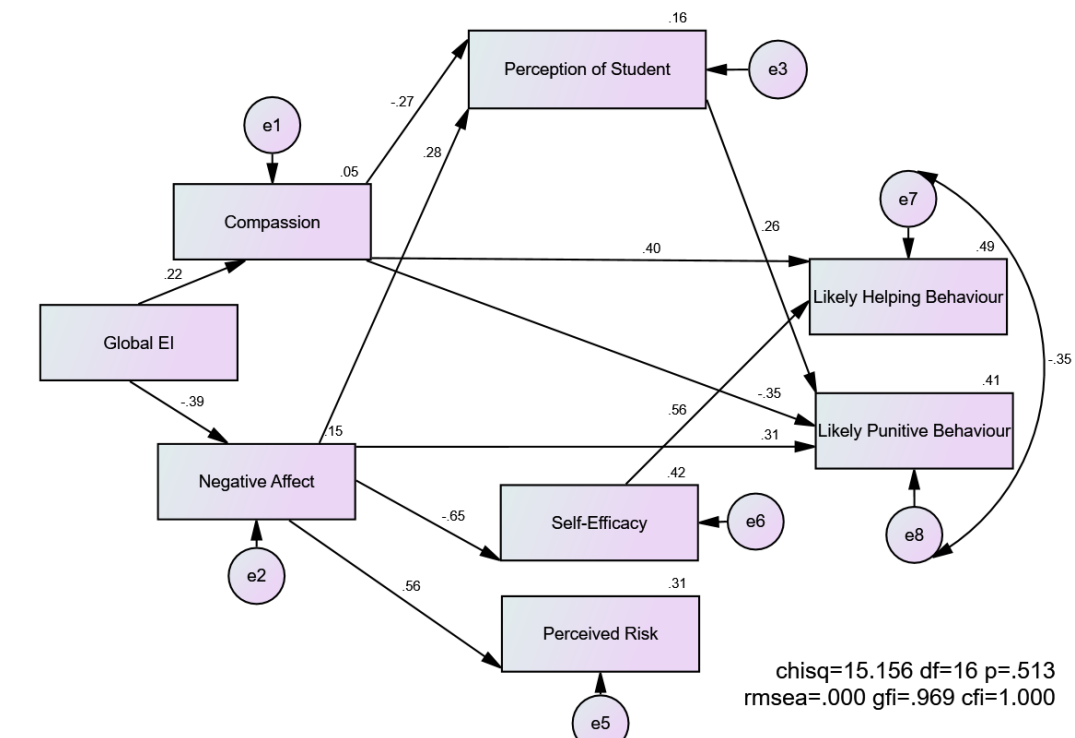 .16
Perception of Student
e3
-.27
e1
.28
.05
e7
Compassion
.26
.40
.49
.22
Likely Helping Behaviour
Global EI
-.35
.41
-.35
-.39
.56
.15
.31
Likely Punitive Behaviour
Negative Affect
.42
-.65
Self-Efficacy
e6
e8
e2
.56
.31
Perceived Risk
chisq=15.156 df=16 p=.513
rmsea=.000 gfi=.969 cfi=1.000
e5